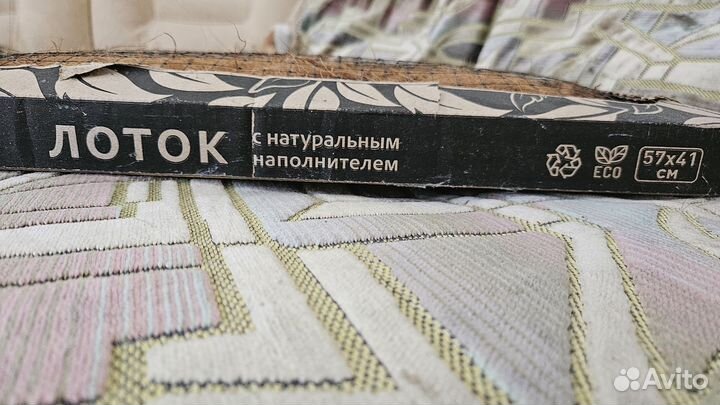 ЛОТОК
с натуральным
наполнителем
ECO
57x41
см
Avito